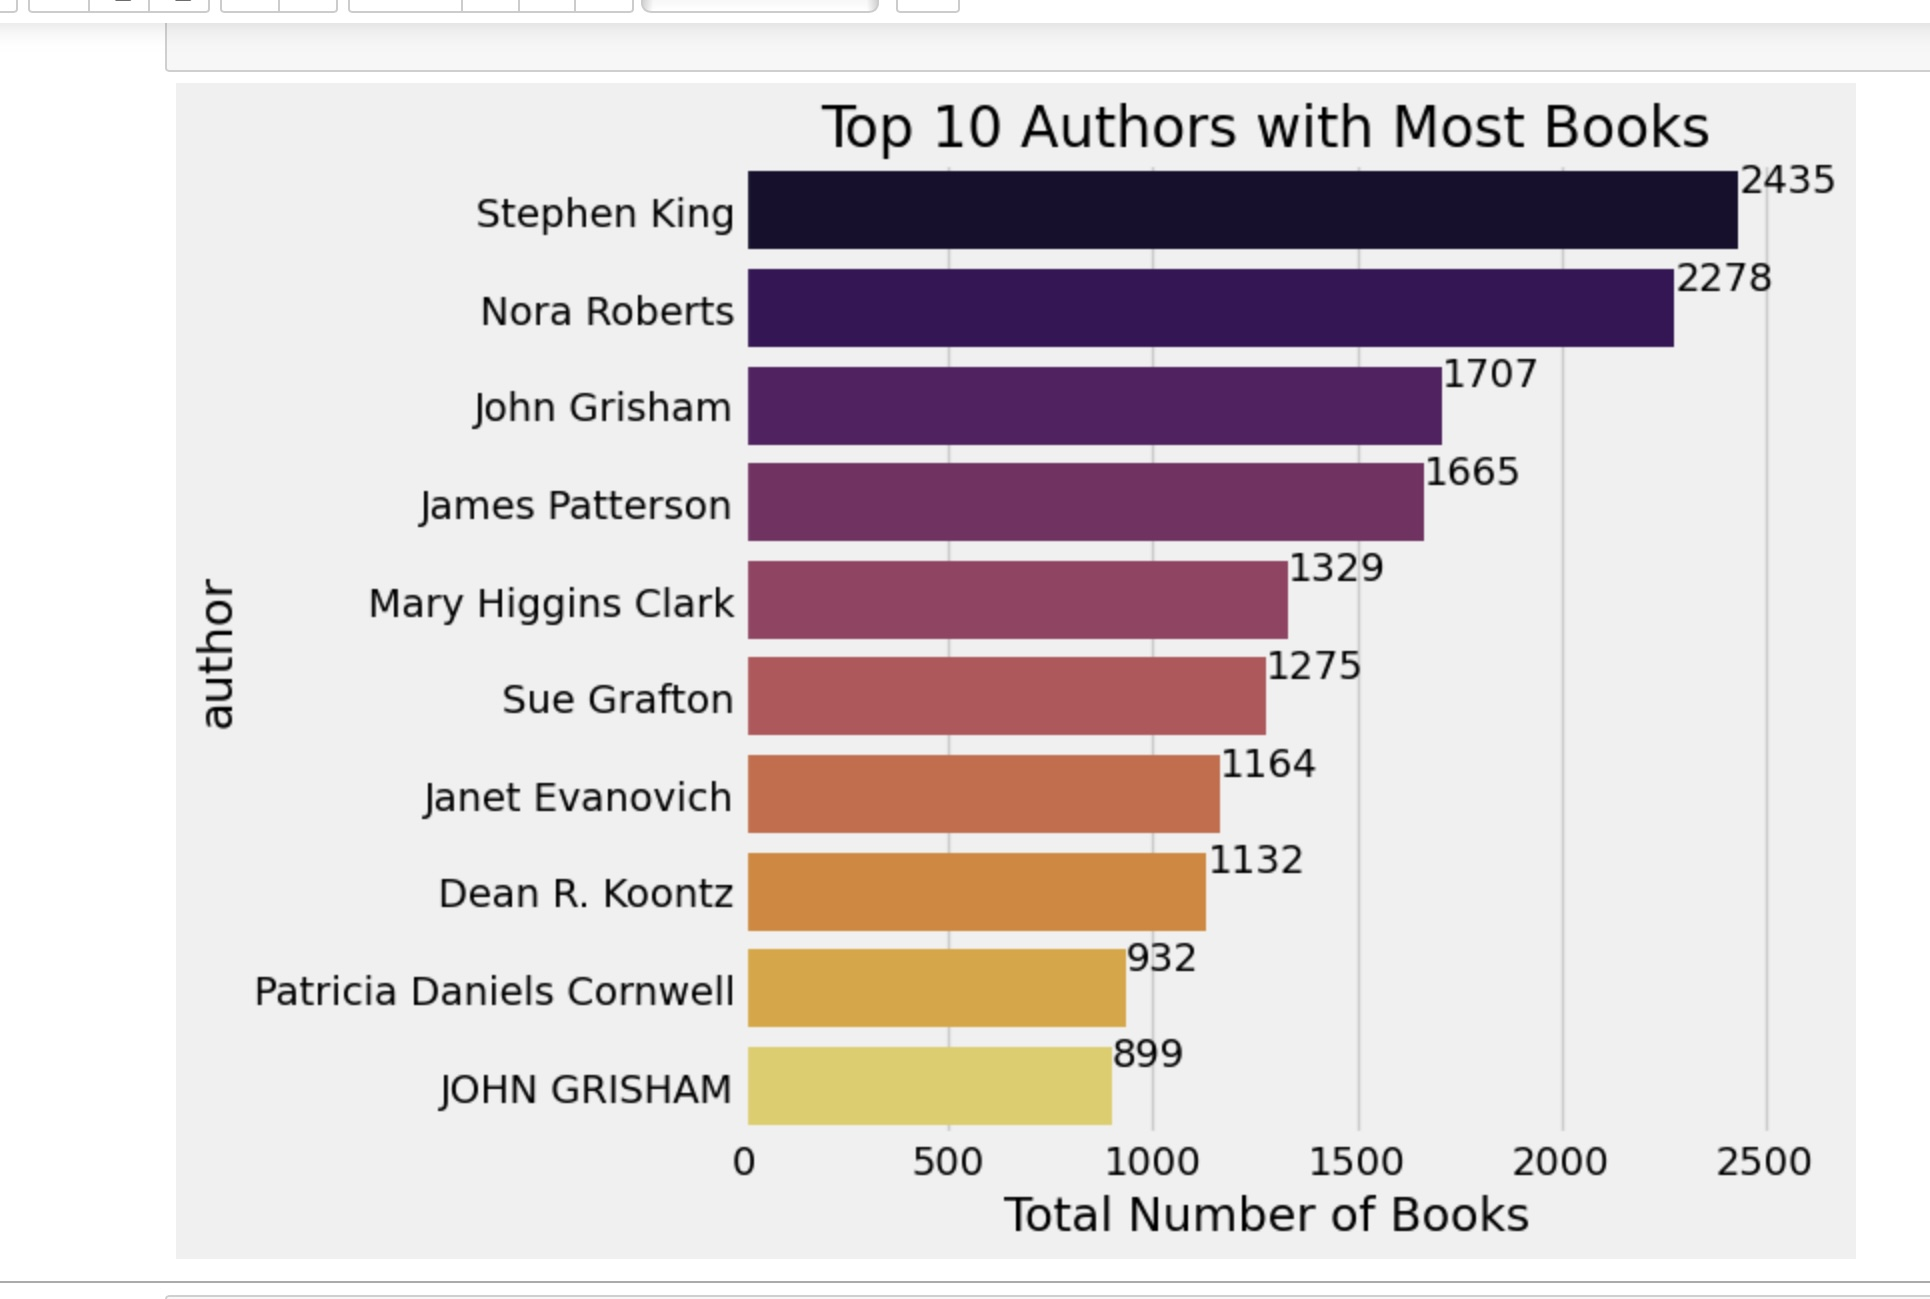 Top 10 Authors with Most Books
Stephen King 2435
Nora Roberts 2278
John Grisham 1707
James Patterson 1665
Mary Higgins Clark 1329
Sue Grafton 1275
Janet Evanovich 1164
Dean R. Koontz 1132
Patricia Daniels Cornwell 932
JOHN GRISHAM 899
author
0 500 1000 1500 2000 2500
Total Number of Books